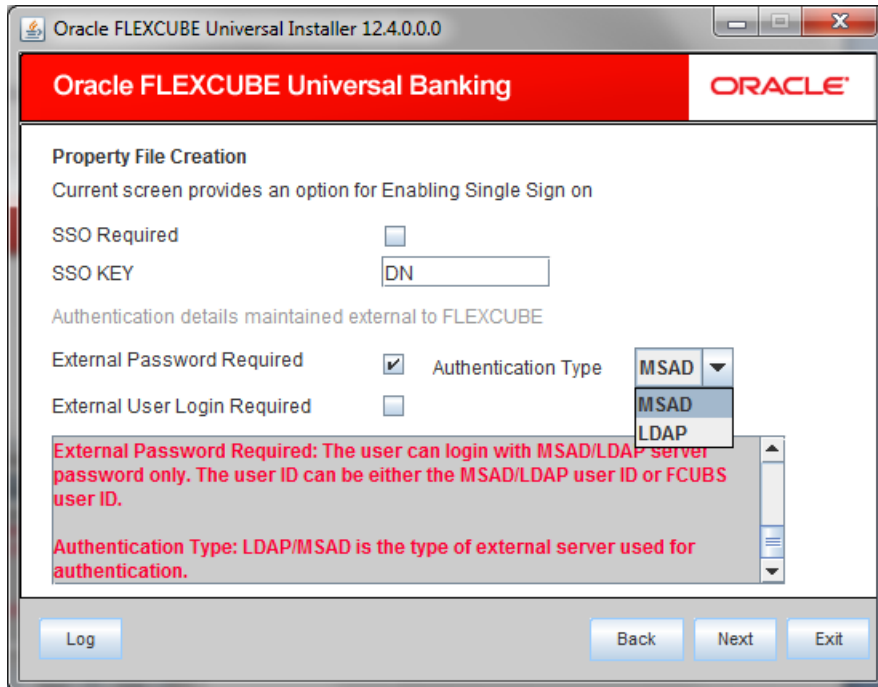 Oracle FLEXCUBE Universal Installer 12.4.0.0.0
Oracle FLEXCUBE Universal Banking
ORACLE
Property File Creation
Current screen provides an option for Enabling Single Sign on
SSO Required
SSO KEY
DN
Authentication details maintained external to FLEXCUBE
External Password Required
Authentication Type
MSAD
External User Login Required
MSAD
LDAP
External Password Required: The user can login with MSAD/LDAP server
password only. The user ID can be either the MSAD/LDAP user ID or FCUBS
user ID.
Authentication Type: LDAP/MSAD is the type of external server used for
authentication.
Log
Back
Next
Exit